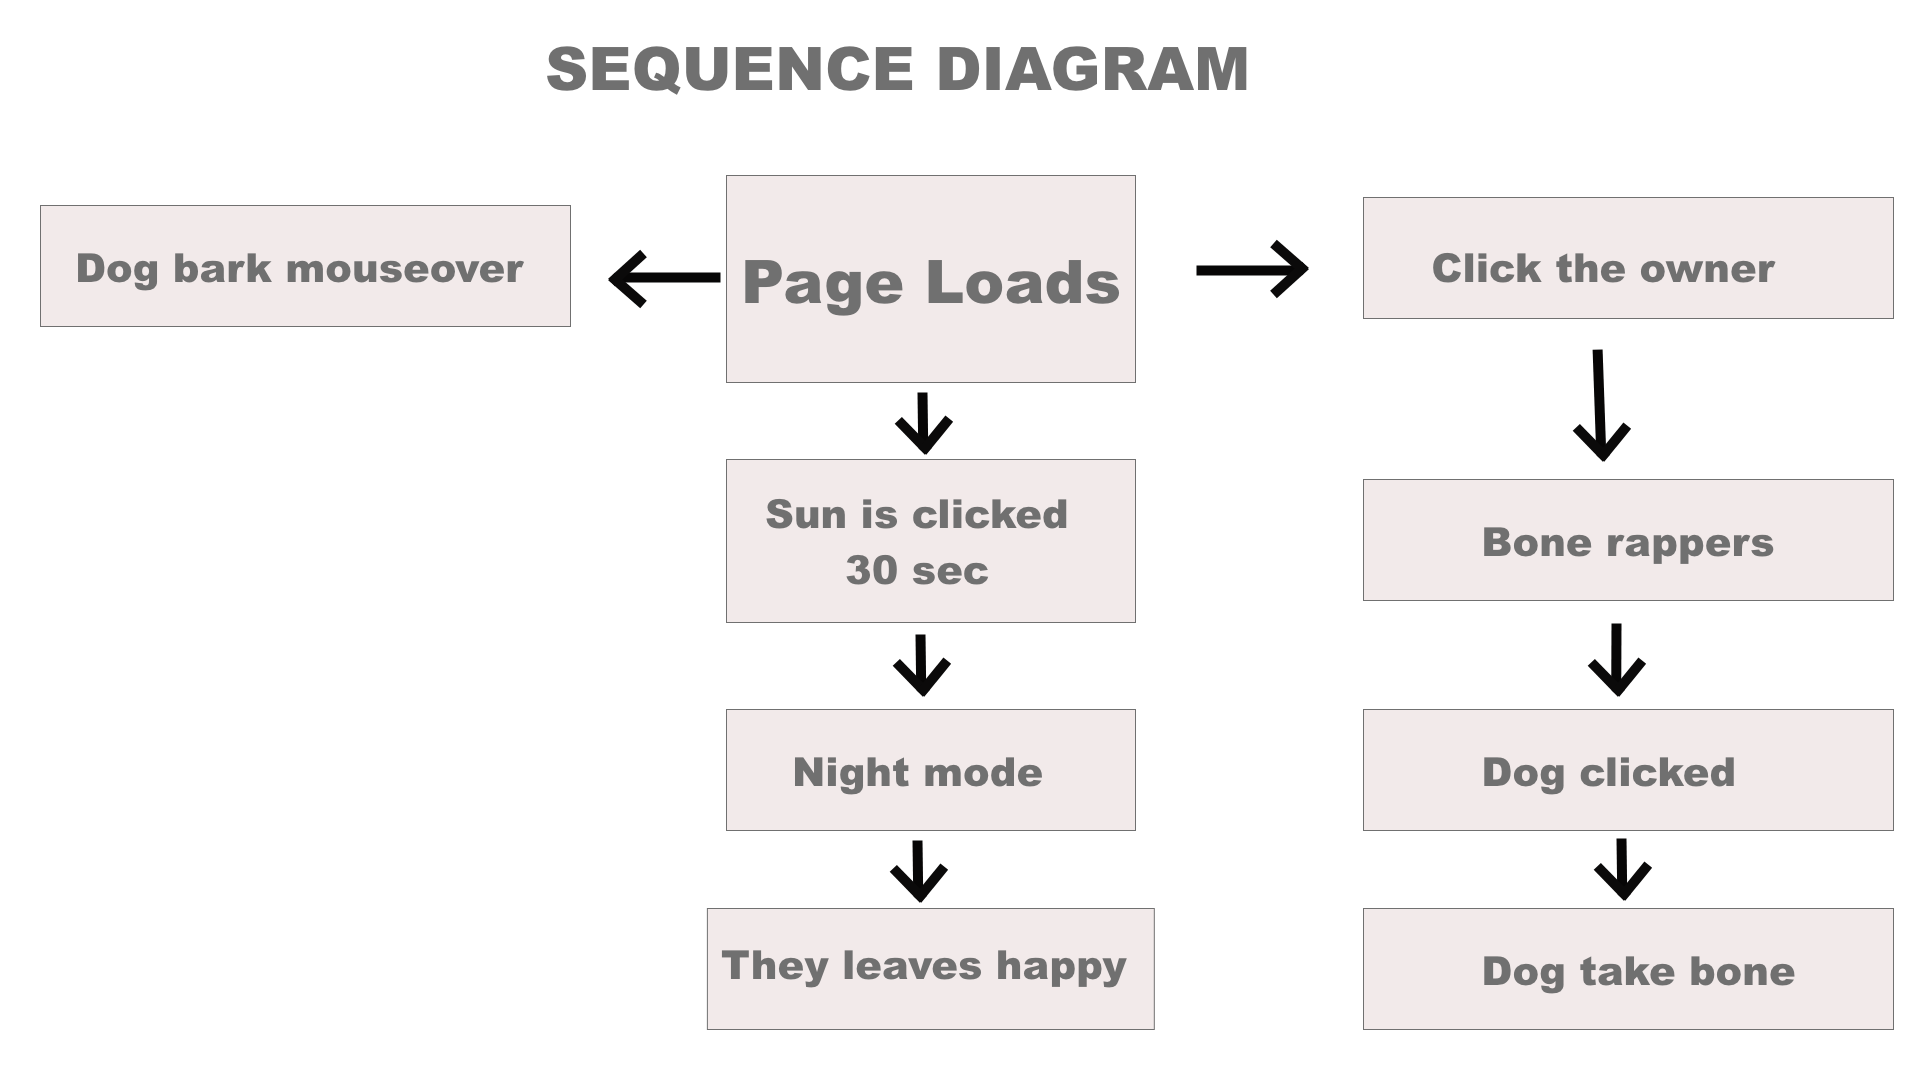 SEQUENCE DIAGRAM
Dog bark mouseover
Page Loads
Click the owner
Sun is clicked
30 sec
Bone rappers
Night mode
Dog clicked
They leaves happy
Dog take bone